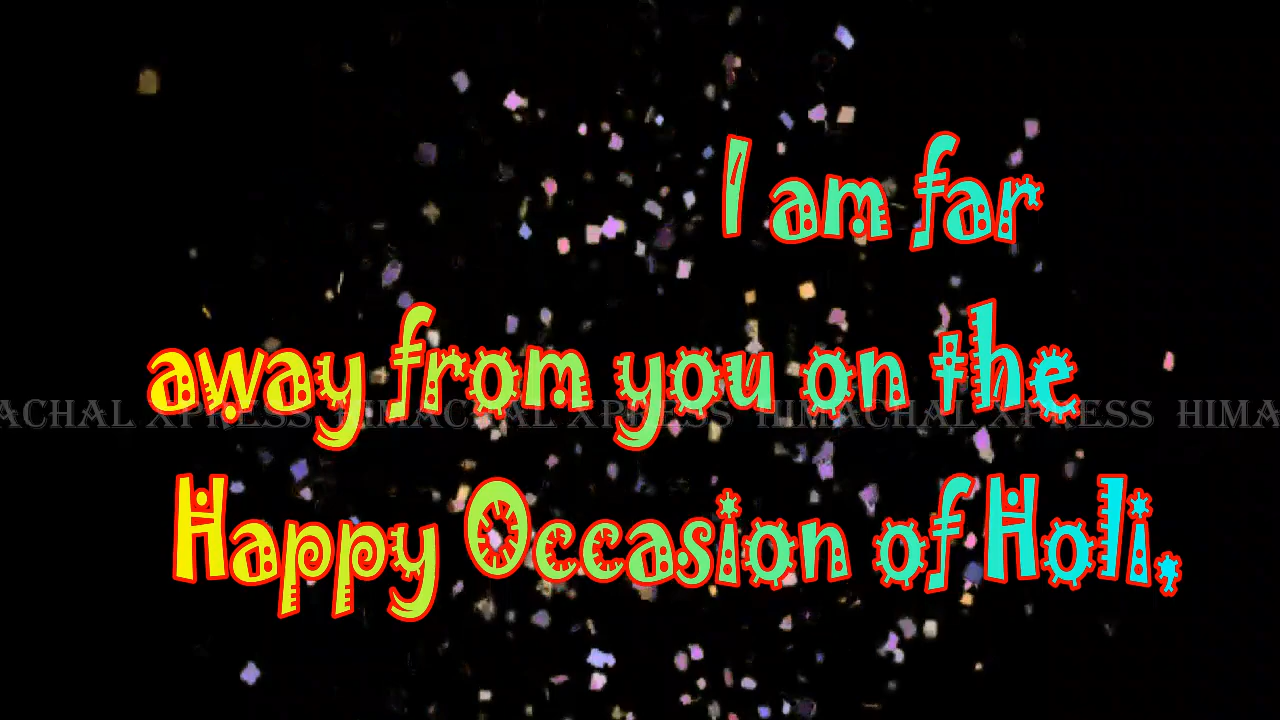 I am far
away from you on the
ACHAL XPRESS HIMACHAL XPRESS HIMACHAL XPRESS HIMA
Happy Occasion of Holi,